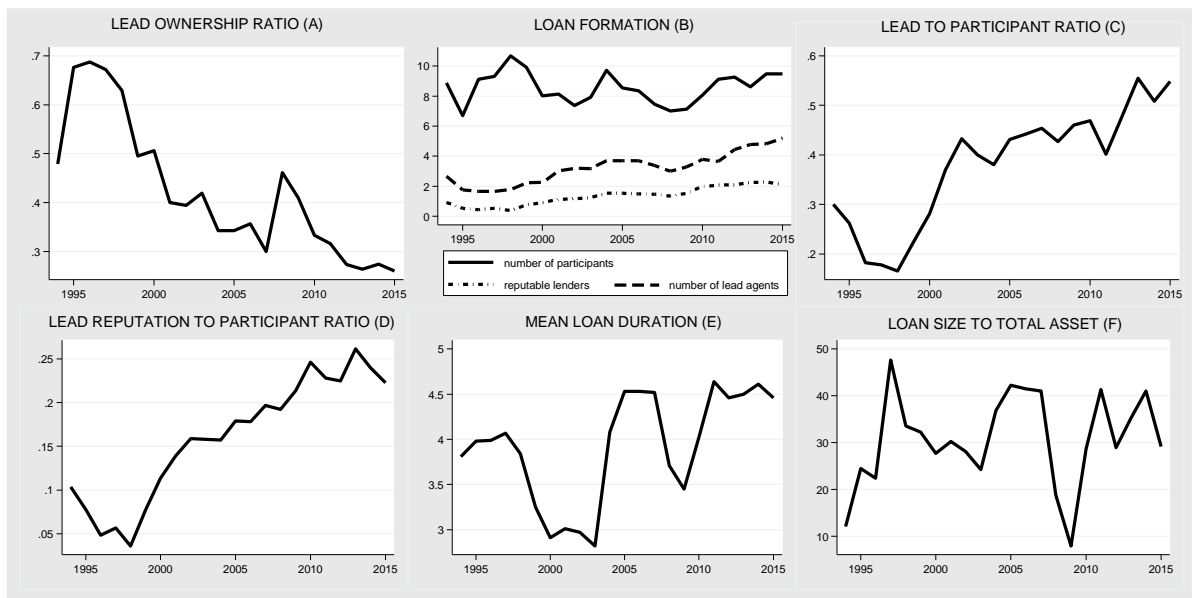 LEAD OWNERSHIP RATIO (A)
.7
.6
.5
.4
.3
1995 2000 2005 2010 2015
LOAN FORMATION (B)
10
8
6
4
2
0
1995 2000 2005 2010 2015
number of participants
reputable lenders number of lead agents
LEAD TO PARTICIPANT RATIO (C)
.6
.5
.4
.3
.2
1995 2000 2005 2010 2015
LEAD REPUTATION TO PARTICIPANT RATIO (D)
.25
.2
.15
.1
.05
1995 2000 2005 2010 2015
MEAN LOAN DURATION (E)
5
4.5
4
3.5
3
1995 2000 2005 2010 2015
LOAN SIZE TO TOTAL ASSET (F)
50
40
30
20
10
1995 2000 2005 2010 2015